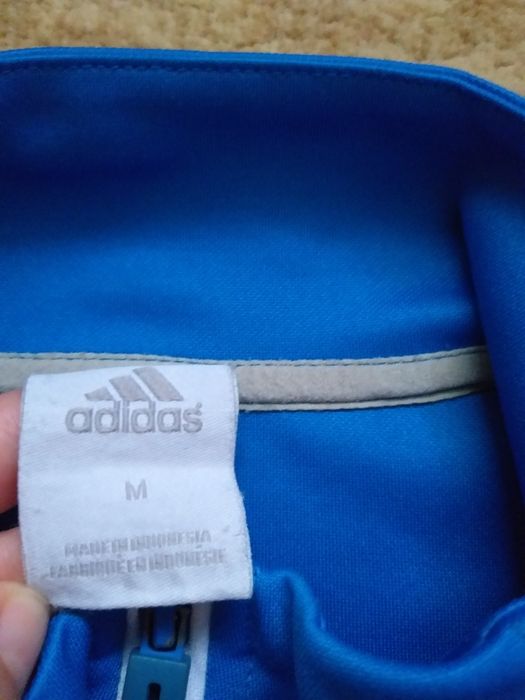 adidas
M
MADE IN INDONESIA
FABRIQUÉ EN INDONÉSIE